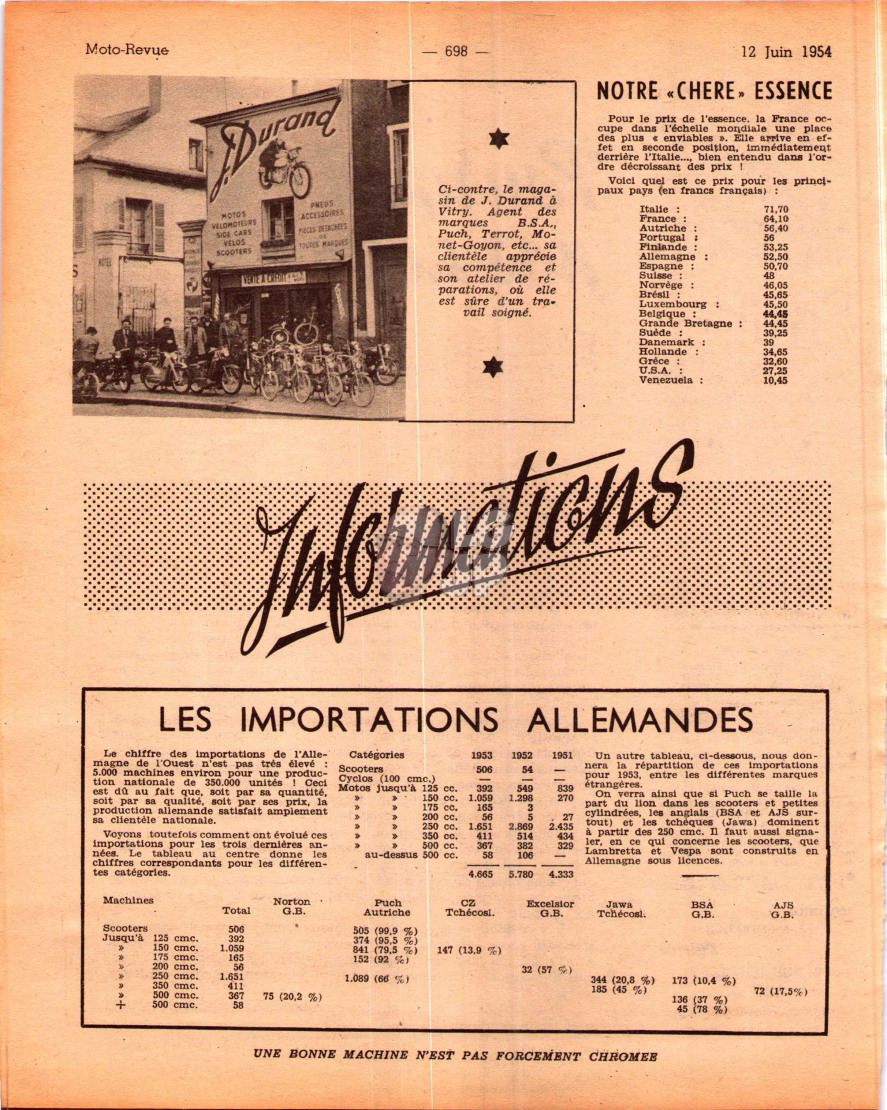 Moto-Revue
— 698 —
12 Juin 1954
J. Durand
MOTOS
VÉLOMOTEURS
SIDE CARS
VELOS
SCOOTERS
PNEUS
ACCESSOIRES
PIECES DETACHEES
DE
TOUTES MARQUES
HOTEL
VENTE A CREDIT
Ci-contre, le maga-
sin de J. Durand à
Vitry. Agent des
marques B.S.A.,
Puch, Terrot, Mo-
net-Goyon, etc... sa
clientèle apprécie
sa compétence et
son atelier de ré-
parations, où elle
est sûre d'un tra-
vail soigné.
NOTRE «CHERE» ESSENCE
Pour le prix de l'essence, la France oc-
cupe dans l'échelle mondiale une place
des plus « enviables ». Elle arrive en ef-
fet en seconde position, immédiatement
derrière l'Italie..., bien entendu dans l'or-
dre décroissant des prix !
Voici quel est ce prix pour les princi-
paux pays (en francs français) :
Italie : 71,70
France : 64,10
Autriche : 56,40
Portugal : 56
Finlande : 53,25
Allemagne : 52,50
Espagne : 50,70
Suisse : 48
Norvège : 46,05
Brésil : 45,65
Luxembourg : 45,50
Belgique : 44,45
Grande Bretagne : 44,45
Suède : 39,25
Danemark : 39
Hollande : 34,65
Grèce : 32,60
U.S.A. : 27,25
Venezuela : 10,45
Informations
LES IMPORTATIONS ALLEMANDES
Le chiffre des importations de l'Alle-
magne de l'Ouest n'est pas très élevé :
5.000 machines environ pour une produc-
tion nationale de 350.000 unités ! Ceci
est dû au fait que, soit par sa quantité,
soit par sa qualité, soit par ses prix, la
production allemande satisfait amplement
sa clientèle nationale.
Voyons toutefois comment ont évolué ces
importations pour les trois dernières an-
nées. Le tableau au centre donne les
chiffres correspondants pour les différen-
tes catégories.
Catégories 1953 1952 1951
Scooters 506 54 —
Cyclos (100 cmc.) — — —
Motos jusqu'à 125 cc. 392 549 839
» » 150 cc. 1.059 1.298 270
» » 175 cc. 165 3
» » 200 cc. 56 5 27
» » 250 cc. 1.651 2.869 2.435
» » 350 cc. 411 514 434
» » 500 cc. 367 382 329
au-dessus 500 cc. 58 106 —
4.665 5.780 4.333
Un autre tableau, ci-dessous, nous don-
nera la répartition de ces importations
pour 1953, entre les différentes marques
étrangères.
On verra ainsi que si Puch se taille la
part du lion dans les scooters et petites
cylindrées, les anglais (BSA et AJS sur-
tout) et les tchèques (Jawa) dominent
à partir des 250 cmc. Il faut aussi signa-
ler, en ce qui concerne les scooters, que
Lambretta et Vespa sont construits en
Allemagne sous licences.
Machines Total Norton G.B. Puch Autriche CZ Tchécosl. Excelsior G.B. Jawa Tchécosl. BSA G.B. AJS G.B.
Scooters 506 505 (99,9 %)
Jusqu'à 125 cmc. 392 374 (95,5 %)
» 150 cmc. 1.059 841 (79,5 %) 147 (13,9 %)
» 175 cmc. 165 152 (92 %)
» 200 cmc. 56 32 (57 %)
» 250 cmc. 1.651 1.089 (66 %) 344 (20,8 %) 173 (10,4 %)
» 350 cmc. 411 185 (45 %) 72 (17,5%)
» 500 cmc. 367 75 (20,2 %) 136 (37 %)
+ 500 cmc. 58 45 (78 %)
UNE BONNE MACHINE N'EST PAS FORCEMENT CHROMEE